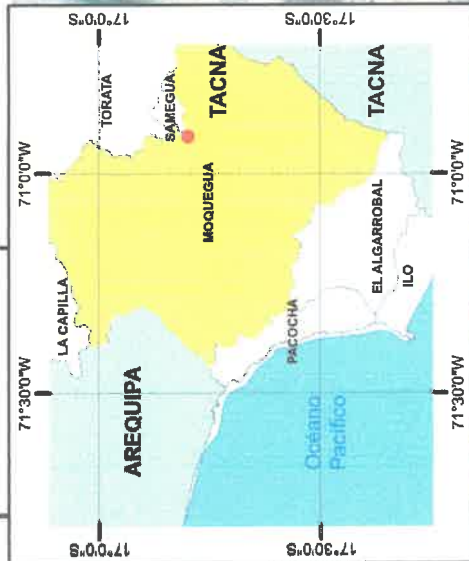 71°30'0"W
71°0'0"W
17°0'0"S
17°0'0"S
LA CAPILLA
TORATA
SAMEGUA
AREQUIPA
MOQUEGUA
TACNA
PACOCHA
EL ALGARROBAL
TACNA
ILO
Océano
Pacífico
17°30'0"S
17°30'0"S
71°30'0"W
71°0'0"W